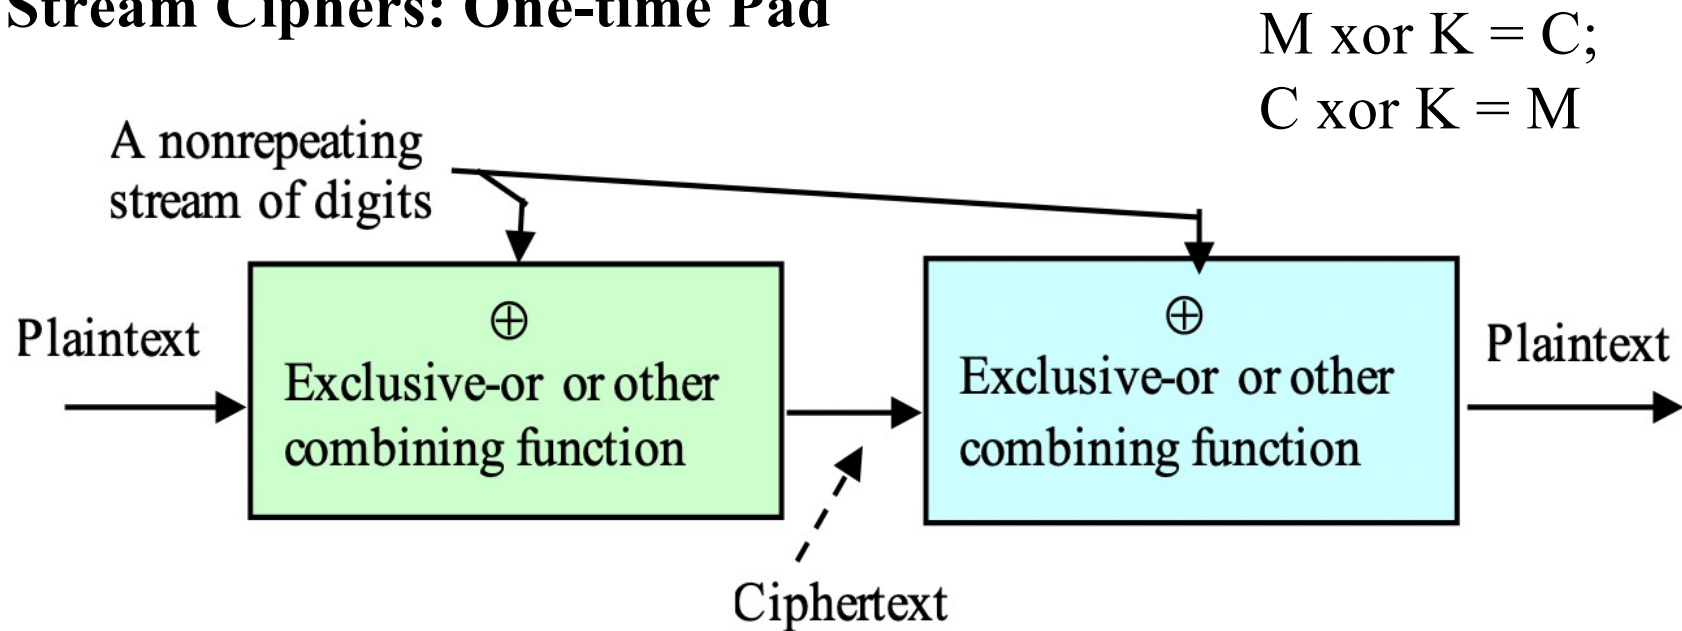 Stream Ciphers: One-time Pad
M xor K = C;
C xor K = M
A nonrepeating
stream of digits
Plaintext
⊕
Exclusive-or or other
combining function
⊕
Exclusive-or or other
combining function
Plaintext
Ciphertext